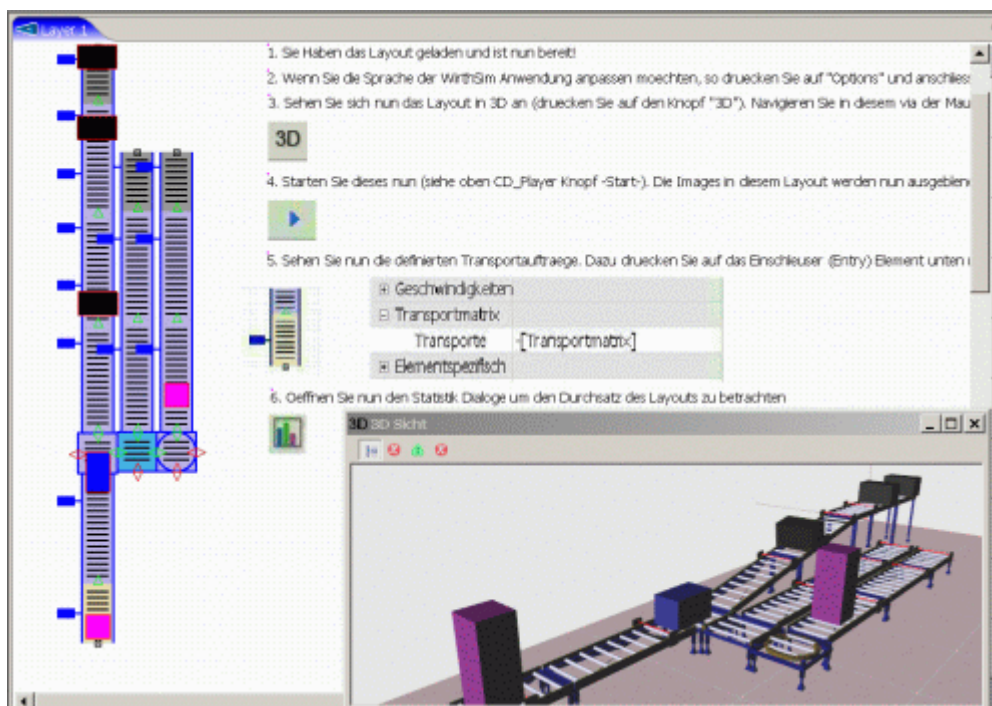 Layer 1
1. Sie Haben das Layout geladen und ist nun bereit!
2. Wenn Sie die Sprache der WirthSim Anwendung anpassen moechten, so druecken Sie auf "Options" und anschliess
3. Sehen Sie sich nun das Layout in 3D an (druecken Sie auf den Knopf "3D"). Navigieren Sie in diesem via der Mau
3D
4. Starten Sie dieses nun (siehe oben CD_Player Knopf -Start-). Die Images in diesem Layout werden nun ausgeblen
5. Sehen Sie nun die definierten Transportauftraege. Dazu druecken Sie auf das Einschleuser (Entry) Element unten
Geschwindigkeiten
Transportmatrix
Transporte -[Transportmatrix]
Elementspezifisch
6. Oeffnen Sie nun den Statistik Dialoge um den Durchsatz des Layouts zu betrachten
3D 3D Sicht